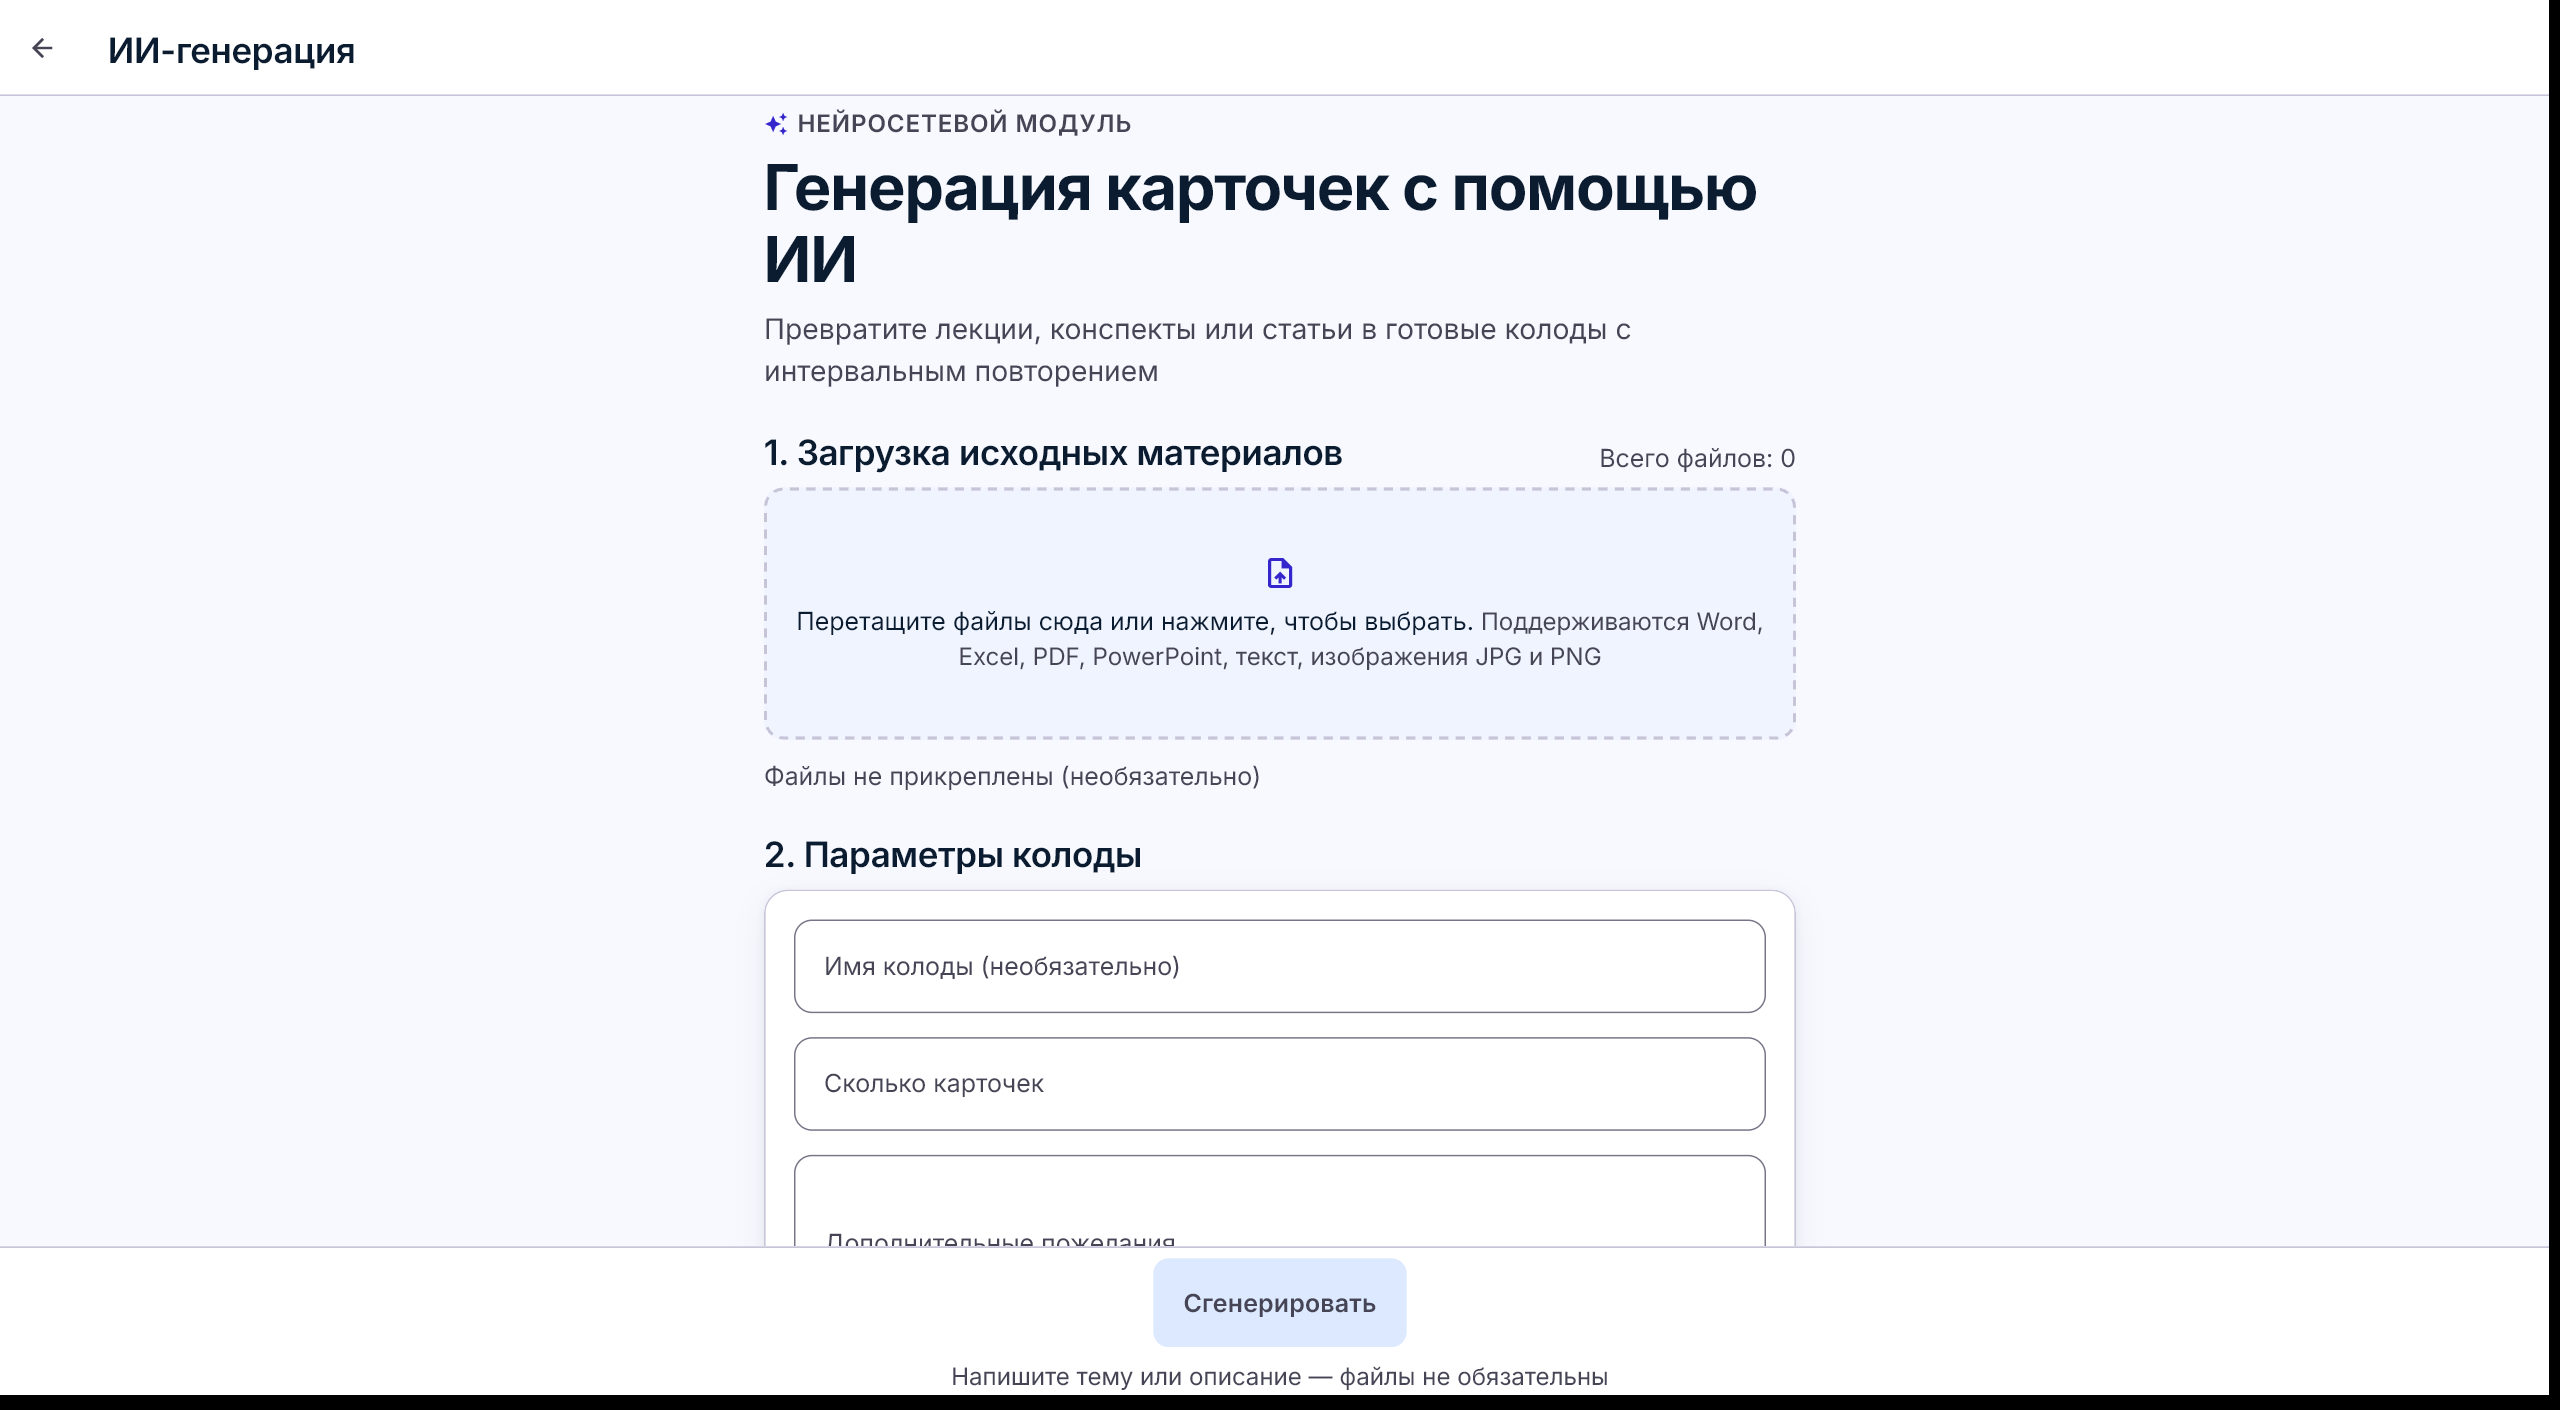 ИИ-генерация
НЕЙРОСЕТЕВОЙ МОДУЛЬ
Генерация карточек с помощью
ИИ
Превратите лекции, конспекты или статьи в готовые колоды с
интервальным повторением
1. Загрузка исходных материалов
Всего файлов: 0
Перетащите файлы сюда или нажмите, чтобы выбрать. Поддерживаются Word,
Excel, PDF, PowerPoint, текст, изображения JPG и PNG
Файлы не прикреплены (необязательно)
2. Параметры колоды
Имя колоды (необязательно)
Сколько карточек
Дополнительные пожелания
Сгенерировать
Напишите тему или описание — файлы не обязательны